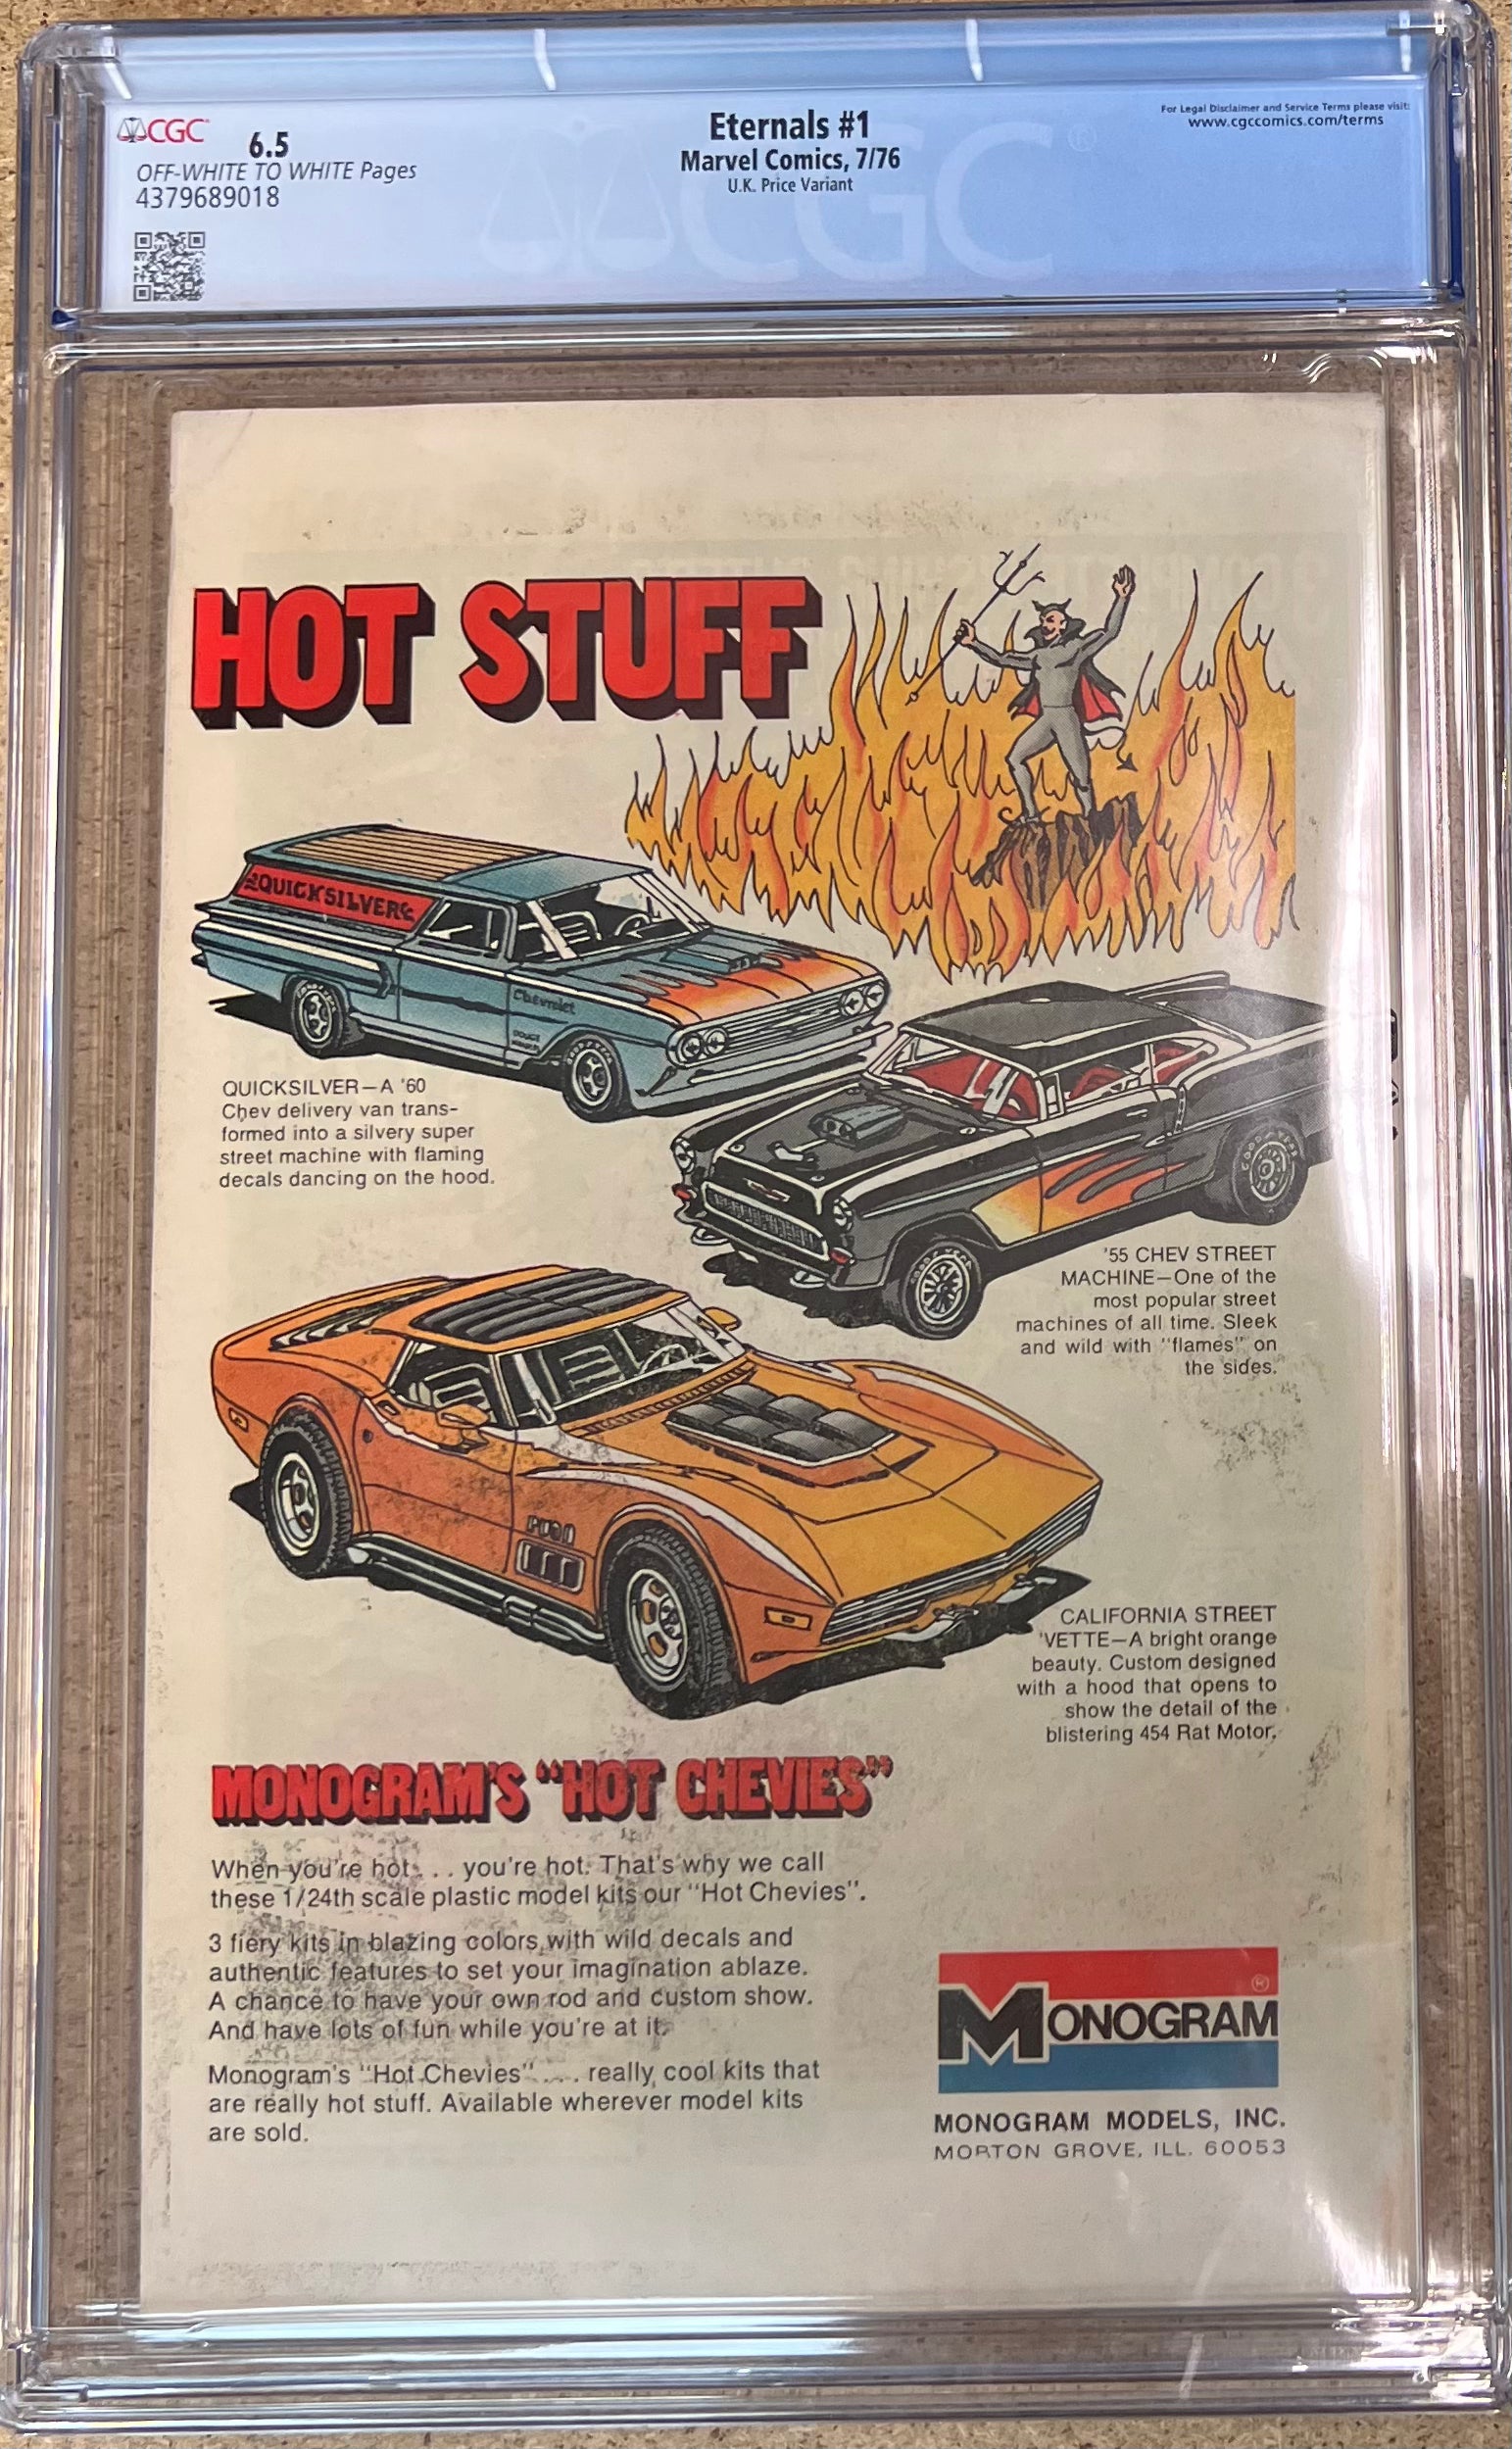 CGC
6.5
OFF-WHITE TO WHITE Pages
4379689018
Eternals #1
Marvel Comics, 7/76
U.K. Price Variant
For Legal Disclaimer and Service Terms please visit:
www.cgccomics.com/terms
CGC®
HOT STUFF
QUICKSILVER
Chevrolet
QUICKSILVER—A '60
Chev delivery van trans-
formed into a silvery super
street machine with flaming
decals dancing on the hood.
'55 CHEV STREET
MACHINE—One of the
most popular street
machines of all time. Sleek
and wild with "flames" on
the sides.
CALIFORNIA STREET
'VETTE—A bright orange
beauty. Custom designed
with a hood that opens to
show the detail of the
blistering 454 Rat Motor.
MONOGRAM'S "HOT CHEVIES"
When you're hot . . . you're hot. That's why we call
these 1/24th scale plastic model kits our "Hot Chevies".
3 fiery kits in blazing colors with wild decals and
authentic features to set your imagination ablaze.
A chance to have your own rod and custom show.
And have lots of fun while you're at it.
Monogram's "Hot Chevies" . . . . really cool kits that
are really hot stuff. Available wherever model kits
are sold.
MONOGRAM®
MONOGRAM MODELS, INC.
MORTON GROVE, ILL. 60053